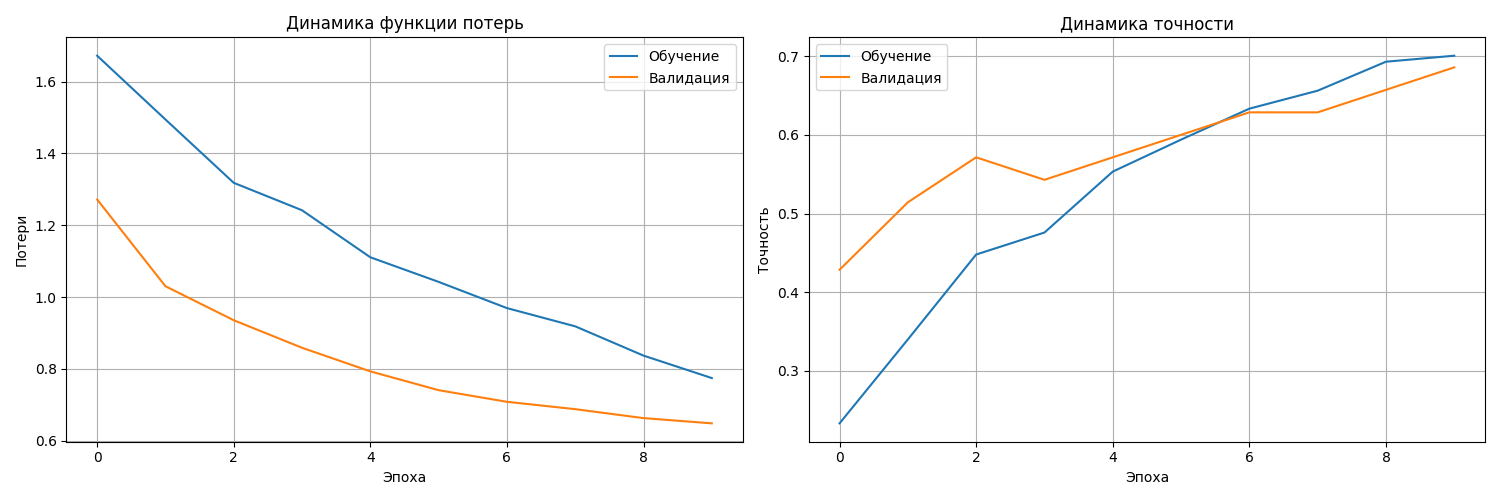 Динамика функции потерь
Обучение
Валидация
1.6
1.4
1.2
1.0
0.8
0.6
Потери
0 2 4 6 8
Эпоха
Динамика точности
Обучение
Валидация
0.7
0.6
0.5
0.4
0.3
Точность
0 2 4 6 8
Эпоха